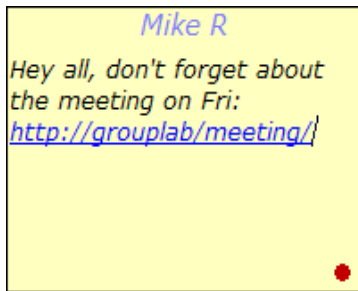 Mike R
Hey all, don't forget about
the meeting on Fri:
http://grouplab/meeting/